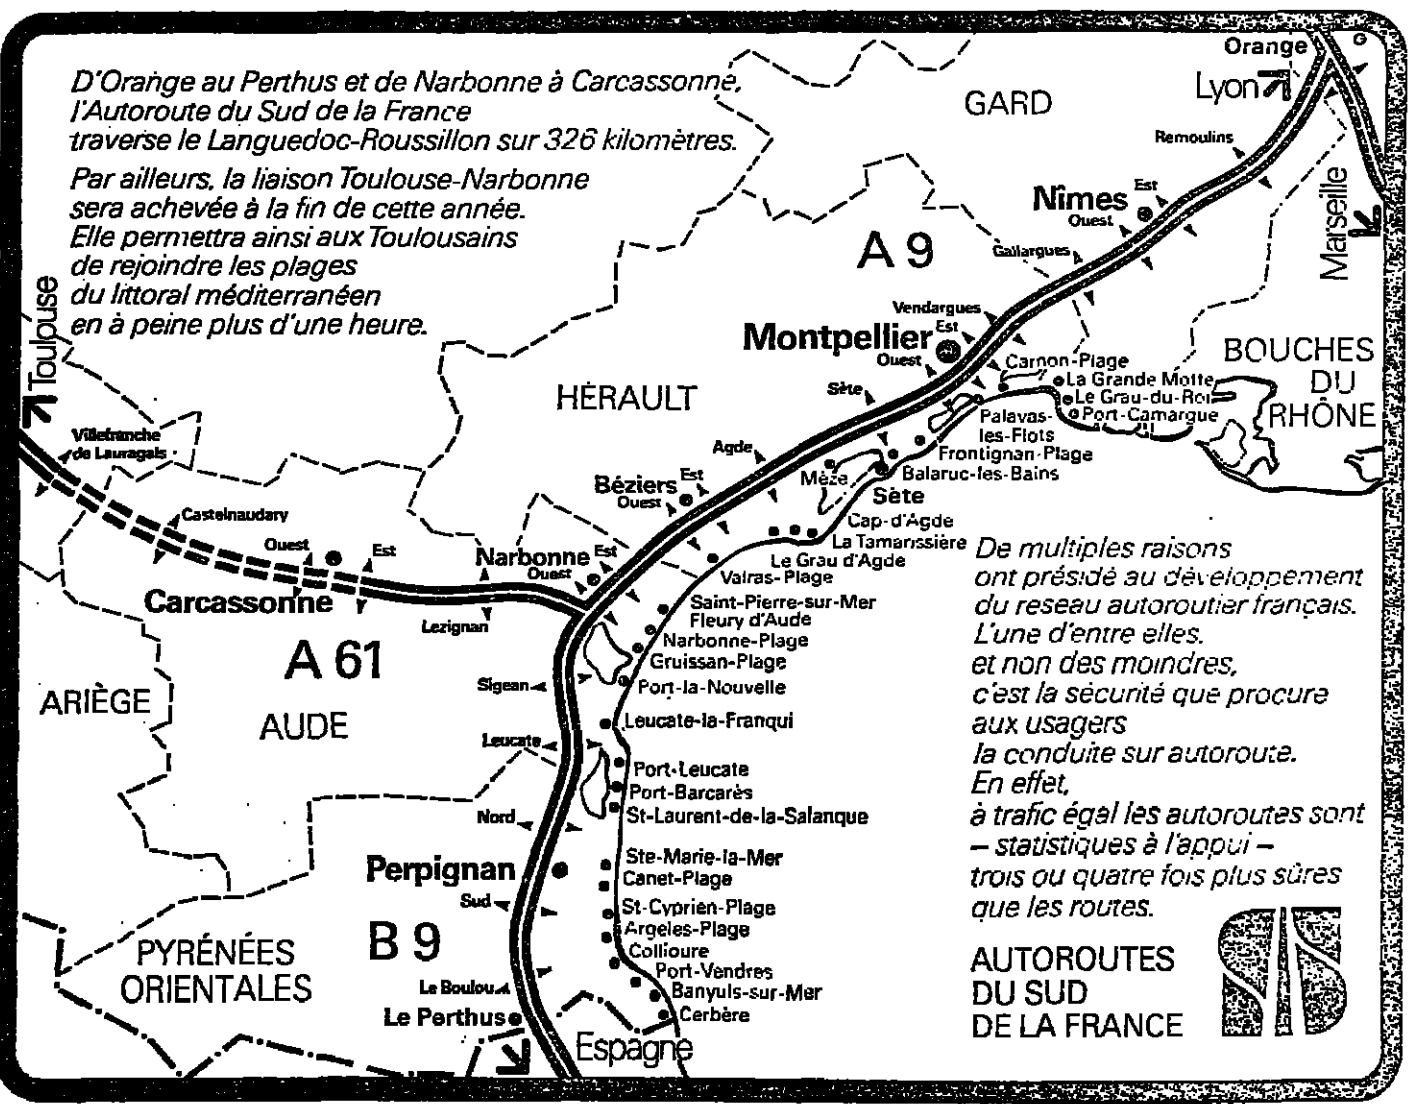 D'Orange au Perthus et de Narbonne à Carcassonne,
l'Autoroute du Sud de la France
traverse le Languedoc-Roussillon sur 326 kilomètres.
Par ailleurs, la liaison Toulouse-Narbonne
sera achevée à la fin de cette année.
Elle permettra ainsi aux Toulousains
de rejoindre les plages
du littoral méditerranéen
en à peine plus d'une heure.
Orange
Lyon
GARD
Remoulins
Marseille
Nîmes
Est
Ouest
A 9
Gallargues
Vendargues
Montpellier
Est
Ouest
Toulouse
BOUCHES
DU
RHÔNE
Carnon-Plage
La Grande Motte
Le Grau-du-Roi
Port-Camargue
HÉRAULT
Sète
Palavas-
les-Flots
Frontignan-Plage
Balaruc-les-Bains
Mèze
Sète
Agde
Villefranche
de Lauragais
Béziers
Est
Ouest
Castelnaudary
Cap-d'Agde
La Tamarissière
Le Grau d'Agde
Valras-Plage
Ouest
Est
Carcassonne
Narbonne
Est
Ouest
Lezignan
A 61
Saint-Pierre-sur-Mer
Fleury d'Aude
Narbonne-Plage
Gruissan-Plage
Port-la-Nouvelle
Sigean
ARIÈGE
AUDE
Leucate-la-Franqui
Leucate
Port-Leucate
Port-Barcarès
St-Laurent-de-la-Salanque
Nord
Perpignan
Sud
Ste-Marie-la-Mer
Canet-Plage
St-Cyprien-Plage
Argeles-Plage
Collioure
Port-Vendres
Banyuls-sur-Mer
Cerbère
B 9
PYRÉNÉES
ORIENTALES
Le Boulou
Le Perthus
Espagne
De multiples raisons
ont présidé au développement
du reseau autoroutier français.
L'une d'entre elles,
et non des moindres,
c'est la sécurité que procure
aux usagers
la conduite sur autoroute.
En effet,
à trafic égal les autoroutes sont
– statistiques à l'appui –
trois ou quatre fois plus sûres
que les routes.
AUTOROUTES
DU SUD
DE LA FRANCE